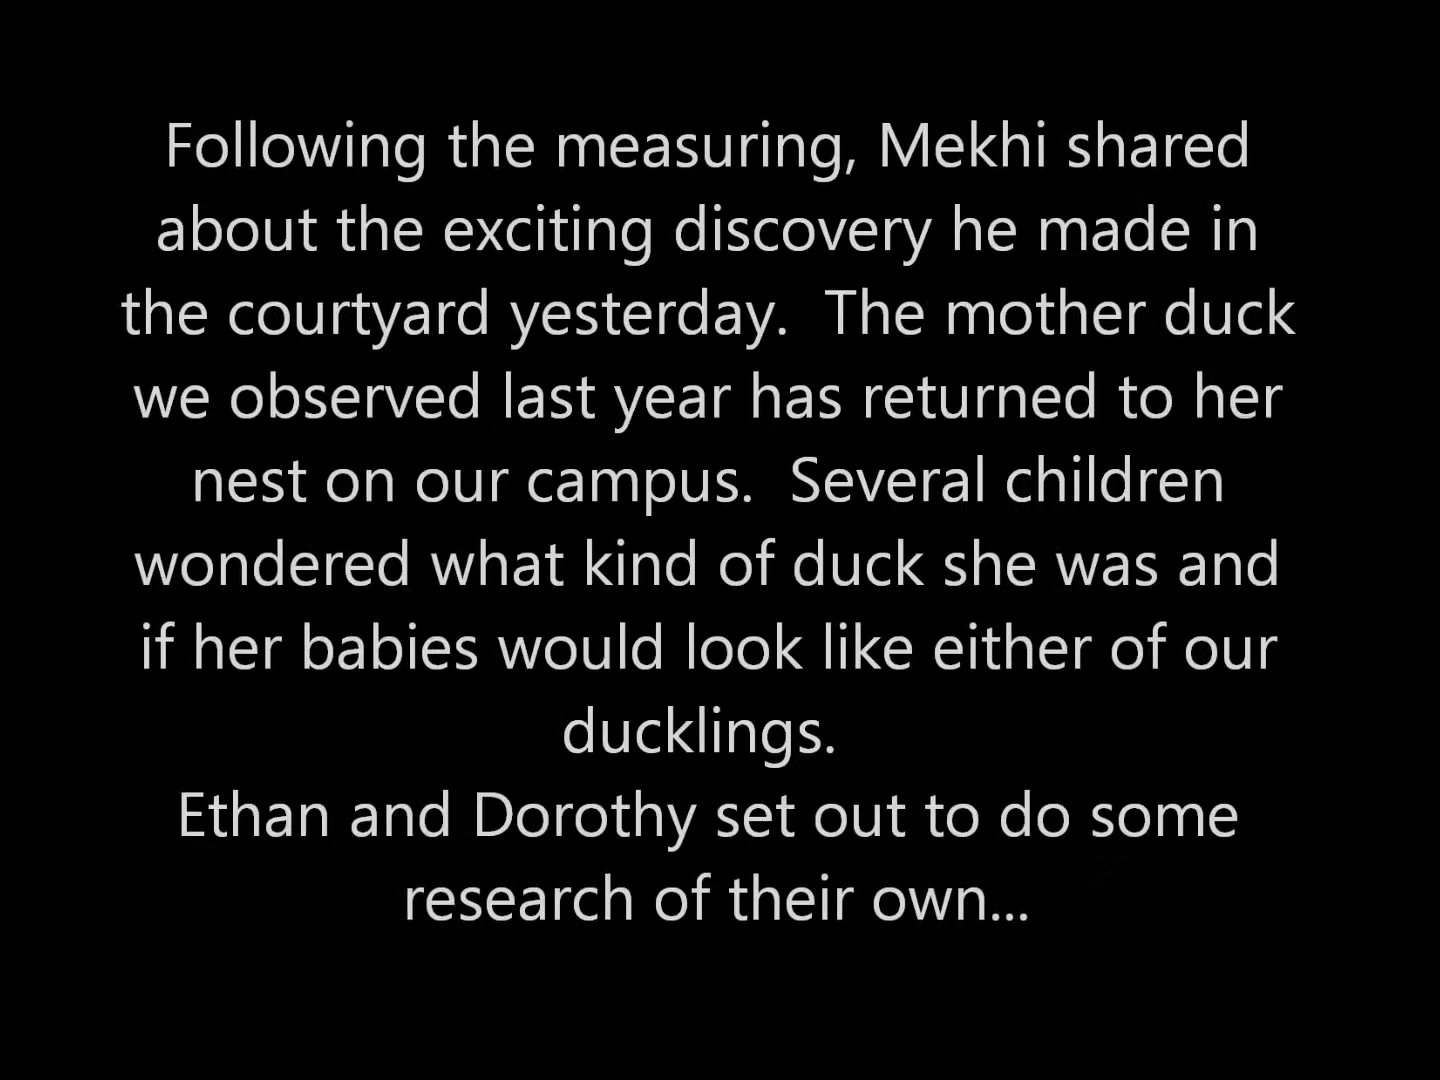 Following the measuring, Mekhi shared
about the exciting discovery he made in
the courtyard yesterday.  The mother duck
we observed last year has returned to her
nest on our campus.  Several children
wondered what kind of duck she was and
if her babies would look like either of our
ducklings.
Ethan and Dorothy set out to do some
research of their own...